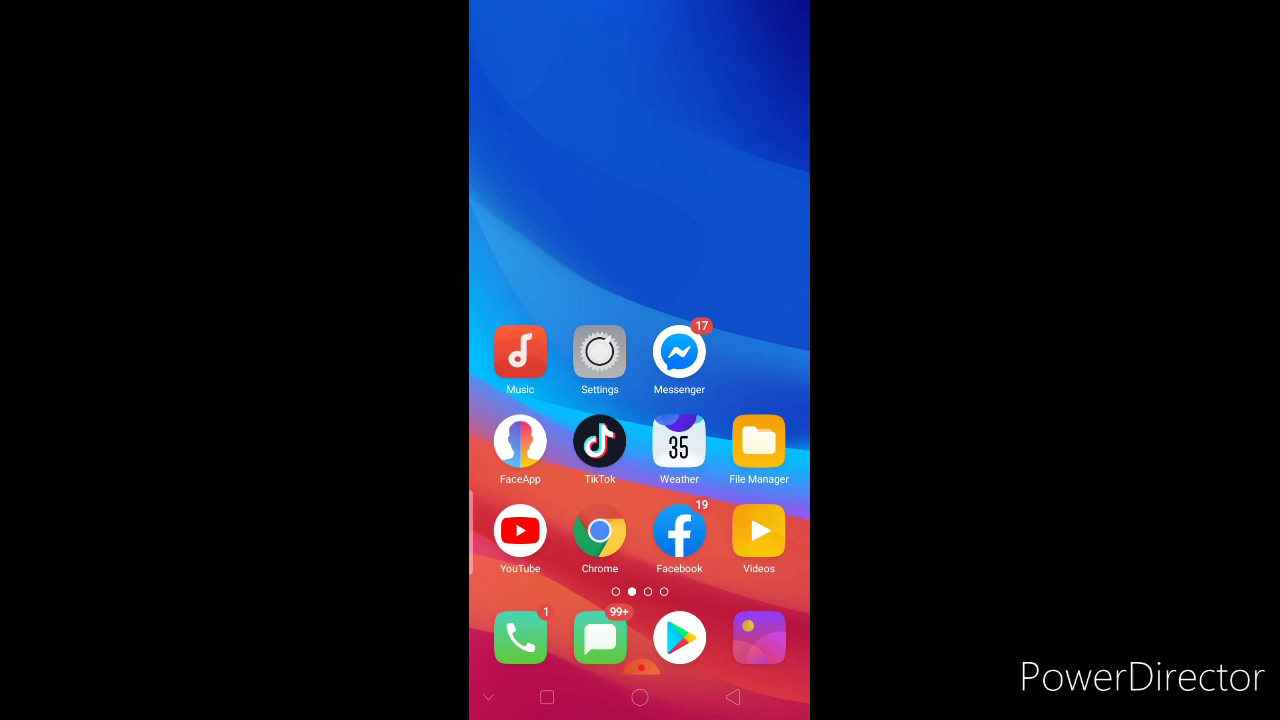 17
Music Settings Messenger
35
FaceApp TikTok Weather File Manager
19
YouTube Chrome Facebook Videos
1 99+
PowerDirector